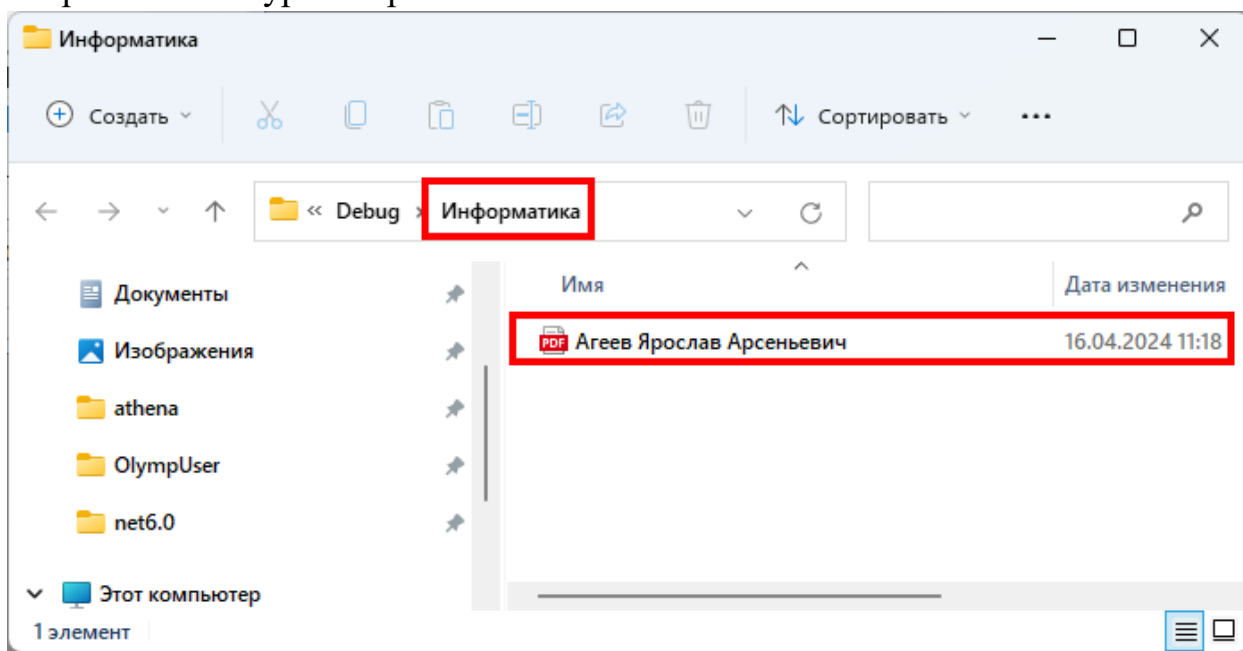 Информатика
Создать
Сортировать
« Debug › Информатика
Имя
Дата изменения
Документы
PDF Агеев Ярослав Арсеньевич 16.04.2024 11:18
Изображения
athena
OlympUser
net6.0
Этот компьютер
1 элемент